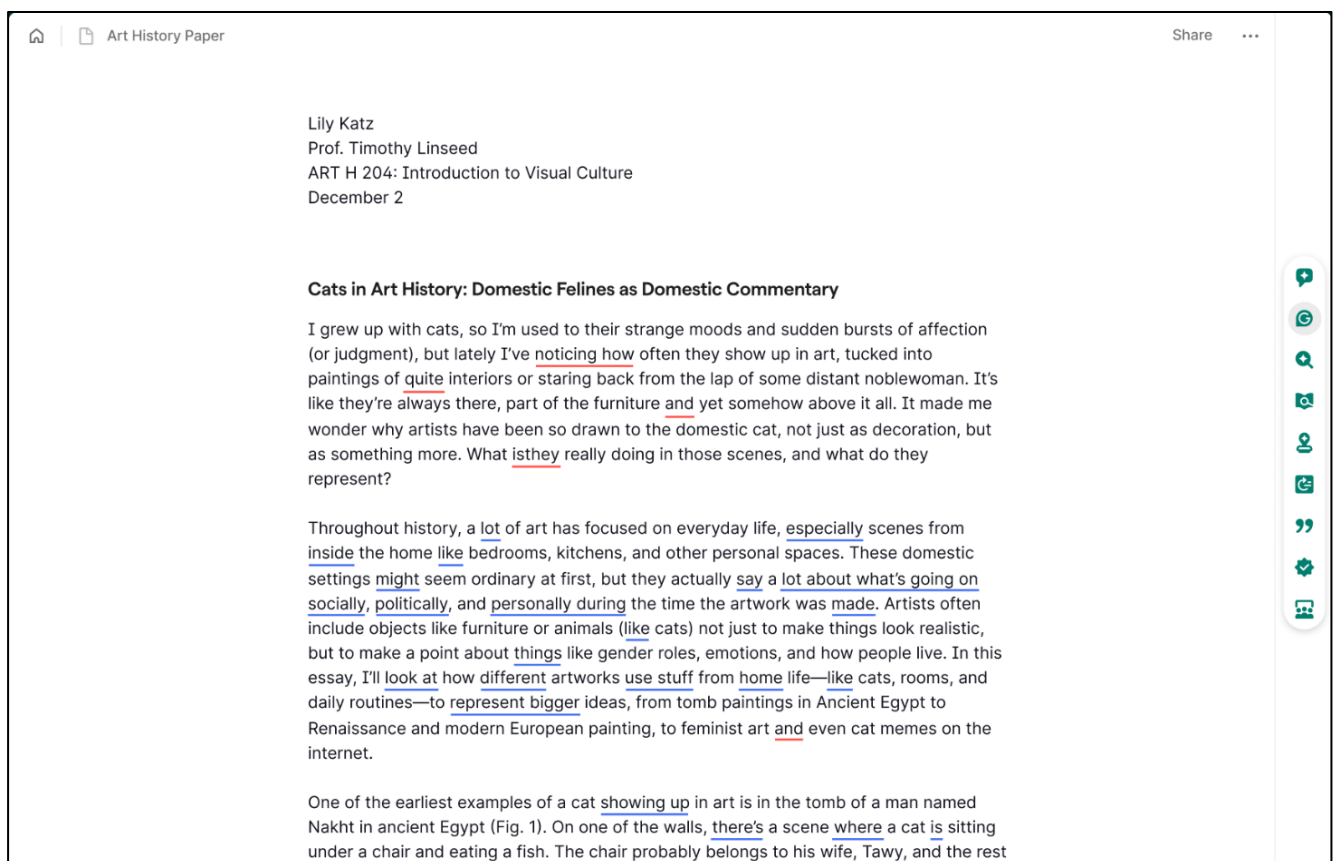 Art History Paper
Share
Lily Katz
Prof. Timothy Linseed
ART H 204: Introduction to Visual Culture
December 2
Cats in Art History: Domestic Felines as Domestic Commentary
I grew up with cats, so I’m used to their strange moods and sudden bursts of affection
(or judgment), but lately I’ve noticing how often they show up in art, tucked into
paintings of quite interiors or staring back from the lap of some distant noblewoman. It’s
like they’re always there, part of the furniture and yet somehow above it all. It made me
wonder why artists have been so drawn to the domestic cat, not just as decoration, but
as something more. What isthey really doing in those scenes, and what do they
represent?
Throughout history, a lot of art has focused on everyday life, especially scenes from
inside the home like bedrooms, kitchens, and other personal spaces. These domestic
settings might seem ordinary at first, but they actually say a lot about what’s going on
socially, politically, and personally during the time the artwork was made. Artists often
include objects like furniture or animals (like cats) not just to make things look realistic,
but to make a point about things like gender roles, emotions, and how people live. In this
essay, I’ll look at how different artworks use stuff from home life—like cats, rooms, and
daily routines—to represent bigger ideas, from tomb paintings in Ancient Egypt to
Renaissance and modern European painting, to feminist art and even cat memes on the
internet.
One of the earliest examples of a cat showing up in art is in the tomb of a man named
Nakht in ancient Egypt (Fig. 1). On one of the walls, there’s a scene where a cat is sitting
under a chair and eating a fish. The chair probably belongs to his wife, Tawy, and the rest